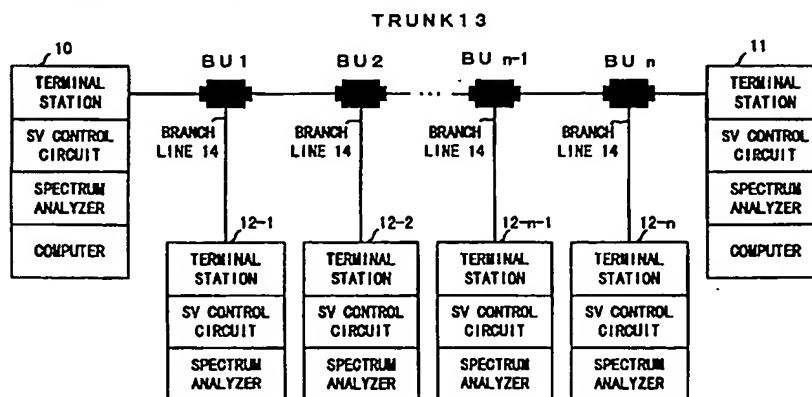 TRUNK13
10
BU1
BU2
...
BU n-1
BU n
11
TERMINAL
STATION
SV CONTROL
CIRCUIT
SPECTRUM
ANALYZER
COMPUTER
BRANCH
LINE 14
BRANCH
LINE 14
BRANCH
LINE 14
BRANCH
LINE 14
TERMINAL
STATION
SV CONTROL
CIRCUIT
SPECTRUM
ANALYZER
COMPUTER
12-1
TERMINAL
STATION
SV CONTROL
CIRCUIT
SPECTRUM
ANALYZER
12-2
TERMINAL
STATION
SV CONTROL
CIRCUIT
SPECTRUM
ANALYZER
12-n-1
TERMINAL
STATION
SV CONTROL
CIRCUIT
SPECTRUM
ANALYZER
12-n
TERMINAL
STATION
SV CONTROL
CIRCUIT
SPECTRUM
ANALYZER